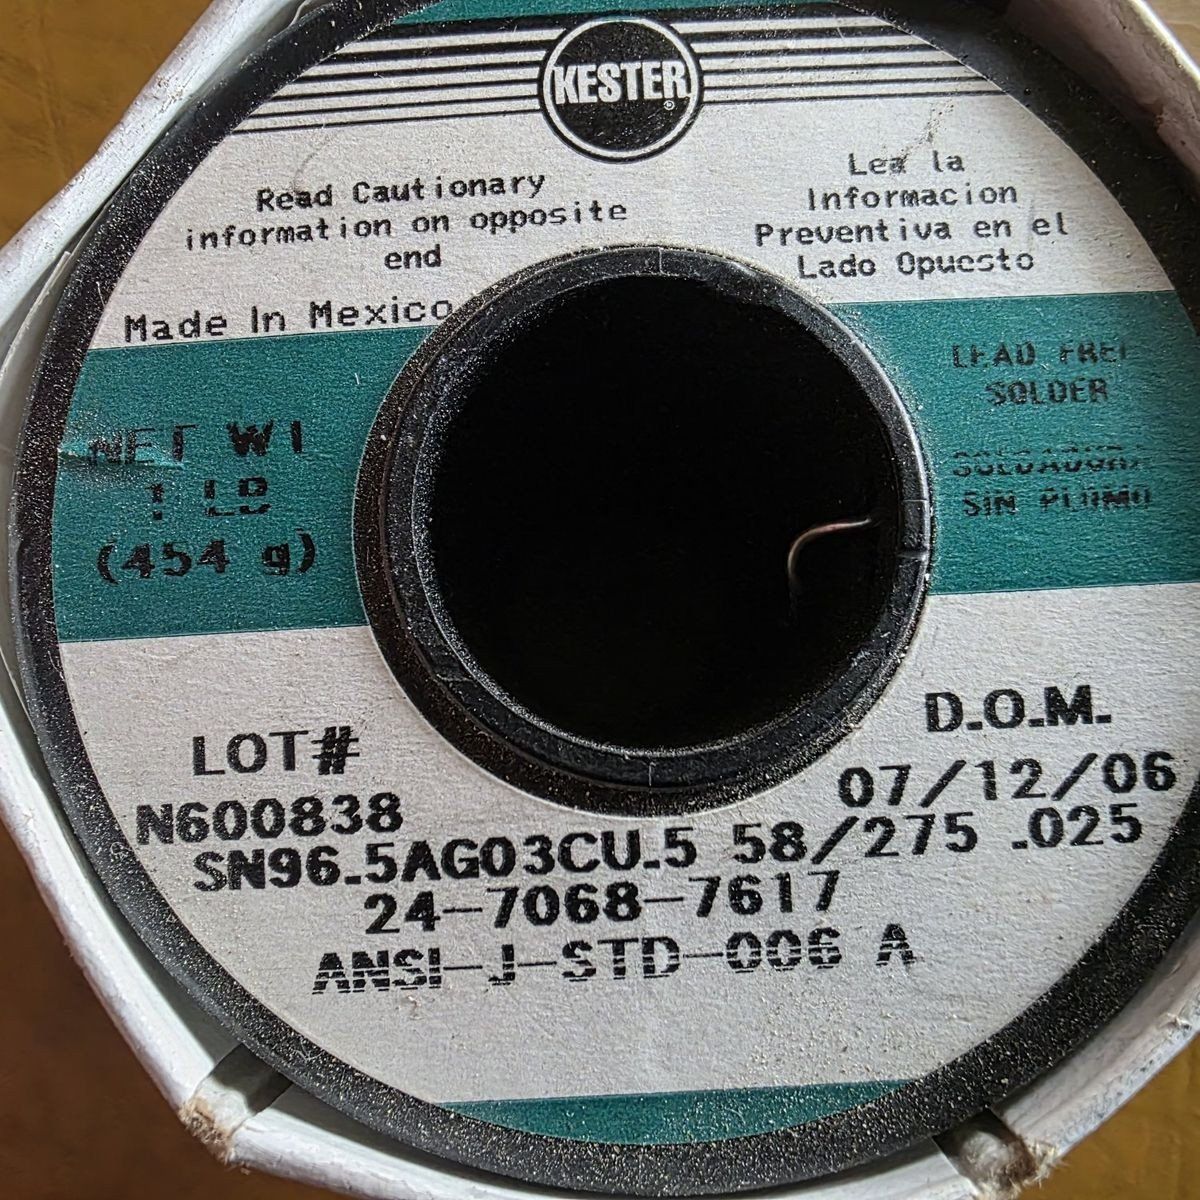 KESTER®
Read Cautionary
information on opposite
end
Made In Mexico
Lea la
Informacion
Preventiva en el
Lado Opuesto
NET WT
1 LB
(454 g)
LEAD FREE
SOLDER
SOLDADURA
SIN PLOMO
LOT#
N600838
D.O.M.
07/12/06
SN96.5AG03CU.5 58/275 .025
24-7068-7617
ANSI-J-STD-006 A